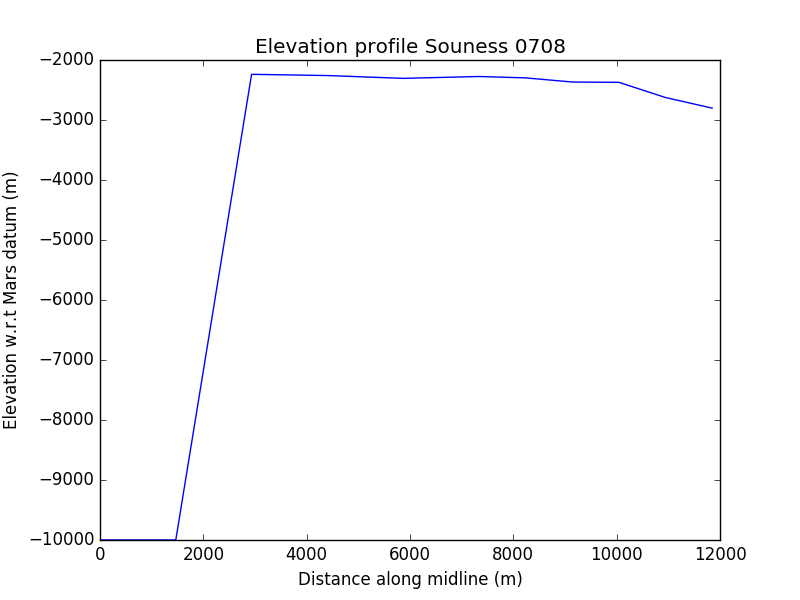 Elevation profile Souness 0708
−2000
−3000
−4000
−5000
−6000
−7000
−8000
−9000
−10000
Elevation w.r.t Mars datum (m)
0 2000 4000 6000 8000 10000 12000
Distance along midline (m)